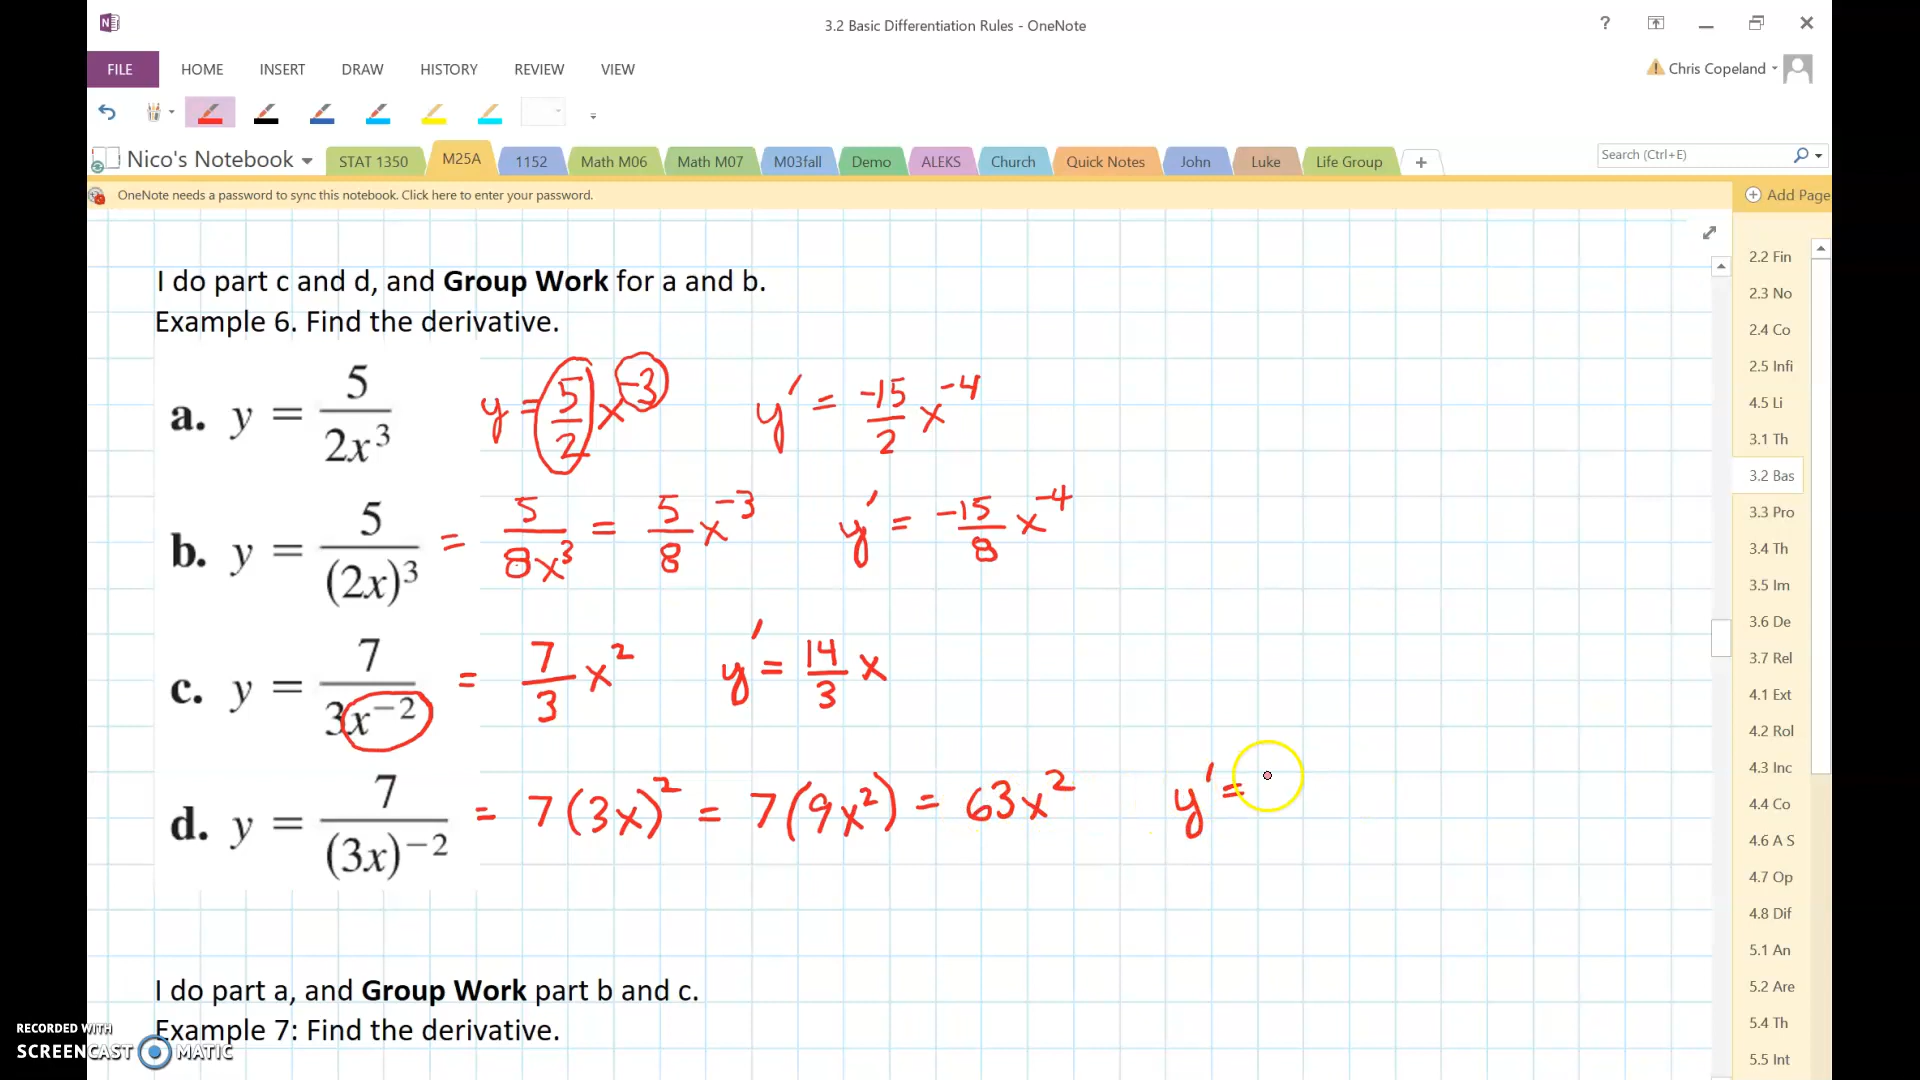 3.2 Basic Differentiation Rules - OneNote
FILE HOME INSERT DRAW HISTORY REVIEW VIEW
Chris Copeland
Nico's Notebook STAT 1350 M25A 1152 Math M06 Math M07 M03fall Demo ALEKS Church Quick Notes John Luke Life Group
Search (Ctrl+E)
OneNote needs a password to sync this notebook. Click here to enter your password.
Add Page
I do part c and d, and Group Work for a and b.
Example 6. Find the derivative.
a. y = 5/(2x^3) y = 5/2 x^-3 y' = -15/2 x^-4
b. y = 5/(2x)^3 = 5/(8x^3) = 5/8 x^-3 y' = -15/8 x^-4
c. y = 7/(3x^-2) = 7/3 x^2 y' = 14/3 x
d. y = 7/(3x)^-2 = 7(3x)^2 = 7(9x^2) = 63x^2 y' =
I do part a, and Group Work part b and c.
Example 7: Find the derivative.
2.2 Fin
2.3 No
2.4 Co
2.5 Infi
4.5 Li
3.1 Th
3.2 Bas
3.3 Pro
3.4 Th
3.5 Im
3.6 De
3.7 Rel
4.1 Ext
4.2 Rol
4.3 Inc
4.4 Co
4.6 A S
4.7 Op
4.8 Dif
5.1 An
5.2 Are
5.4 Th
5.5 Int
RECORDED WITH
SCREENCAST MATIC